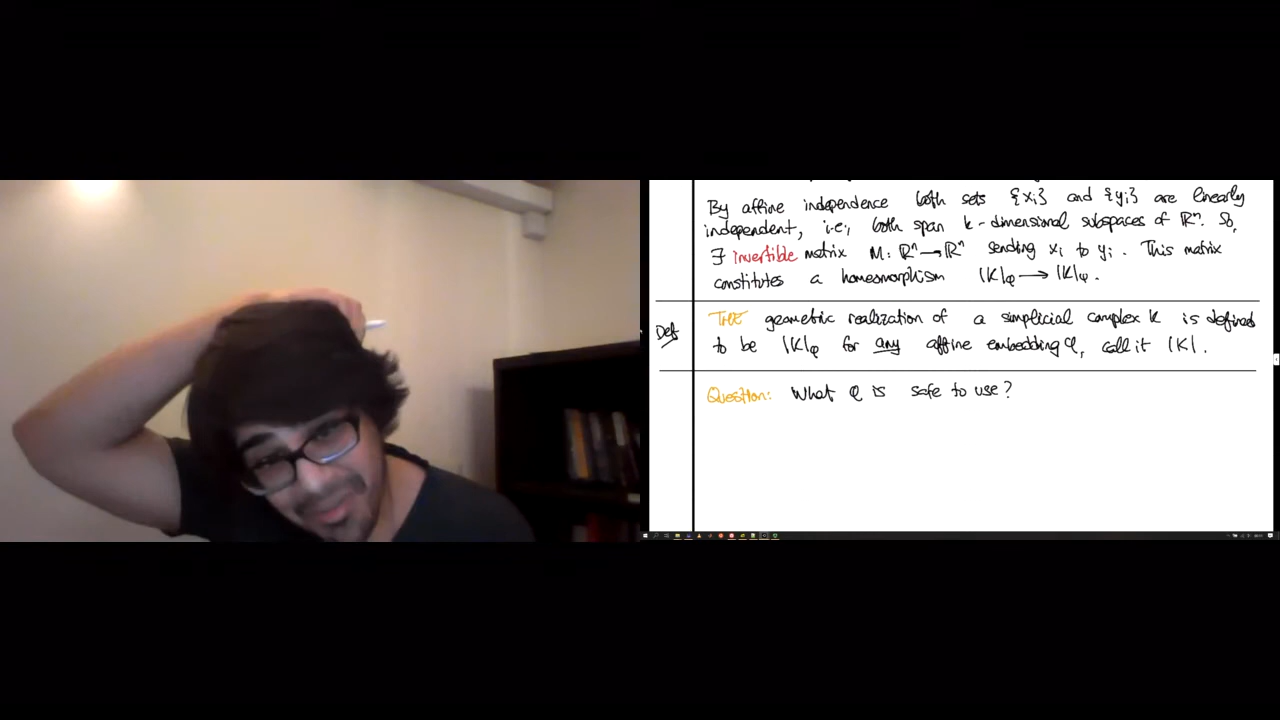 By affine independence both sets {xᵢ} and {yᵢ} are linearly
independent, i.e., both span k-dimensional subspaces of ℝⁿ. So,
∃ invertible matrix M: ℝⁿ → ℝⁿ sending xᵢ to yᵢ. This matrix
constitutes a homeomorphism |K|φ → |K|ψ.
Def THE geometric realization of a simplicial complex K is defined
to be |K|φ for any affine embedding φ, call it |K|.
Question: What φ is safe to use?